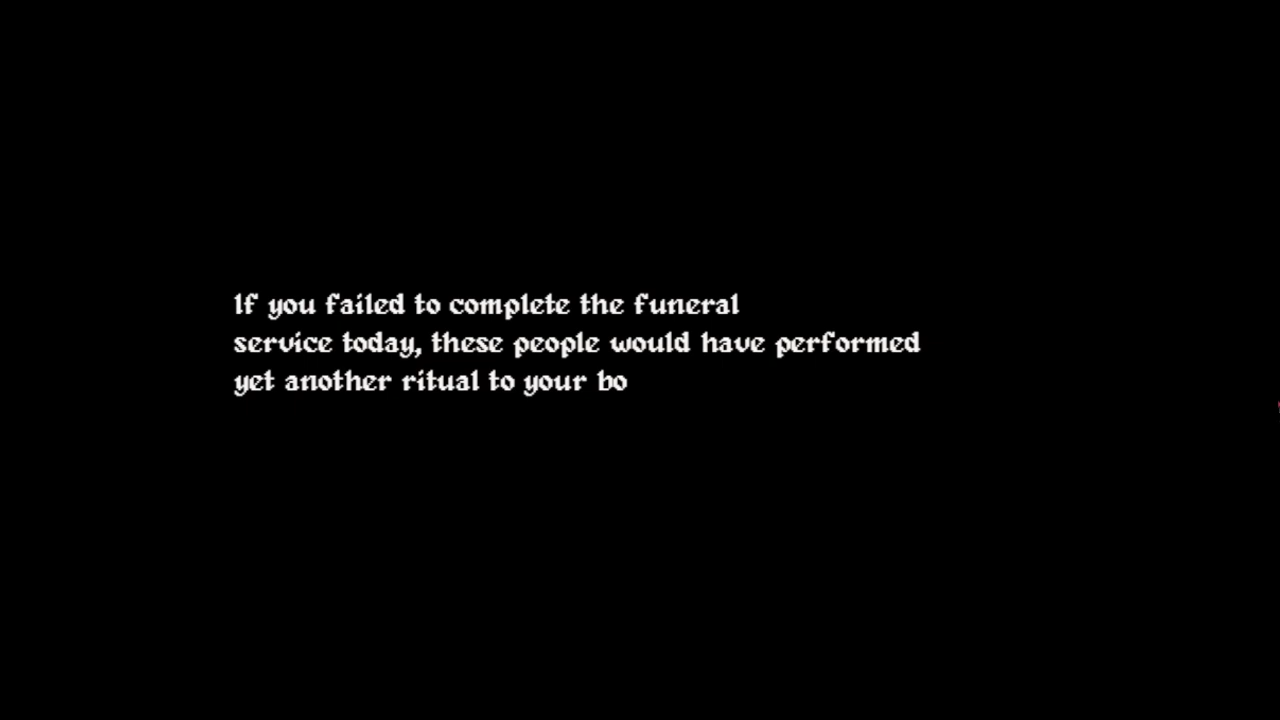 If you failed to complete the funeral
service today, these people would have performed
yet another ritual to your bo